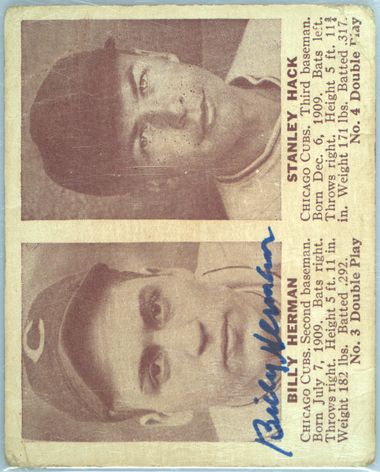 STANLEY HACK
CHICAGO CUBS. Third baseman.
Born Dec. 6, 1909. Bats left.
Throws right. Height 5 ft. 11¾
in. Weight 171 lbs. Batted .317.
No. 4 Double Play
C
Billy Herman
BILLY HERMAN
CHICAGO CUBS. Second baseman.
Born July 7, 1909. Bats right.
Throws right. Height 5 ft. 11 in.
Weight 182 lbs. Batted .292.
No. 3 Double Play